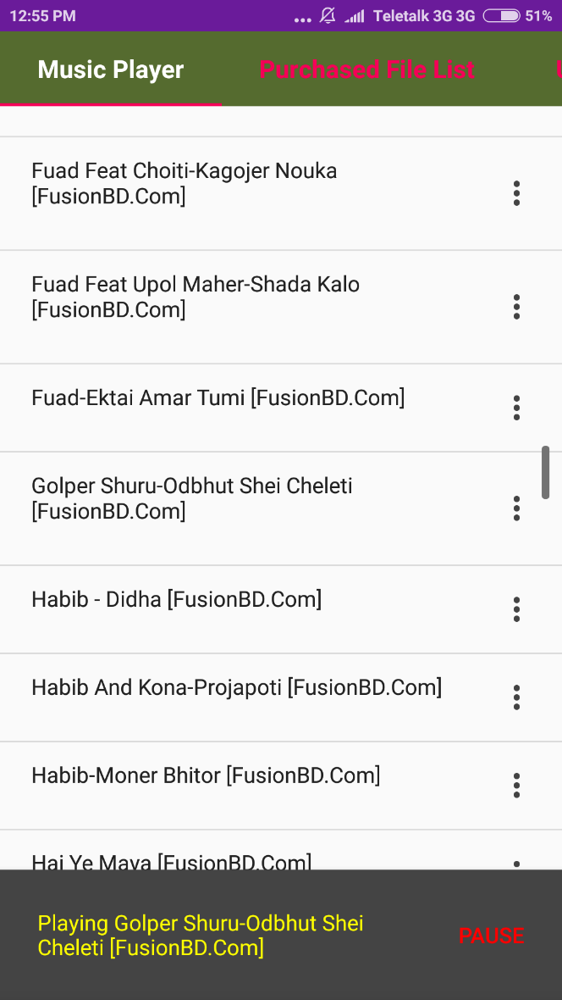 12:55 PM ... Teletalk 3G 3G 51%
Music Player Purchased File List
Fuad Feat Choiti-Kagojer Nouka
[FusionBD.Com]
Fuad Feat Upol Maher-Shada Kalo
[FusionBD.Com]
Fuad-Ektai Amar Tumi [FusionBD.Com]
Golper Shuru-Odbhut Shei Cheleti
[FusionBD.Com]
Habib - Didha [FusionBD.Com]
Habib And Kona-Projapoti [FusionBD.Com]
Habib-Moner Bhitor [FusionBD.Com]
Hai Ye Maya [FusionBD.Com]
Playing Golper Shuru-Odbhut Shei
Cheleti [FusionBD.Com]
PAUSE